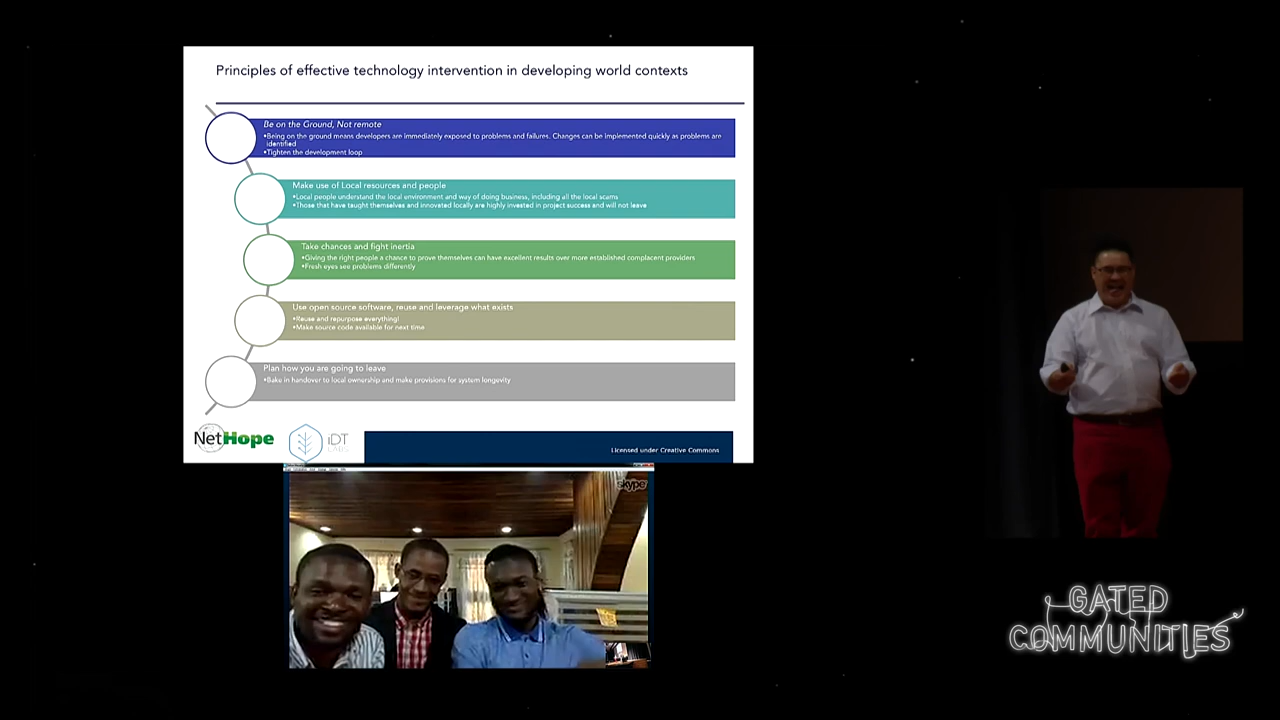 Principles of effective technology intervention in developing world contexts
Be on the Ground, Not remote
•Being on the ground means developers are immediately exposed to problems and failures. Changes can be implemented quickly as problems are
identified
•Tighten the development loop
Make use of Local resources and people
•Local people understand the local environment and way of doing business, including all the local scams
•Those that have taught themselves and innovated locally are highly invested in project success and will not leave
Take chances and fight inertia
•Giving the right people a chance to prove themselves can have excellent results over more established complacent providers
•Fresh eyes see problems differently
Use open source software, reuse and leverage what exists
•Reuse and repurpose everything!
•Make source code available for next time
Plan how you are going to leave
•Bake in handover to local ownership and make provisions for system longevity
NetHope
iDT
LABS
Licensed under Creative Commons
skype
GATED
COMMUNITIES